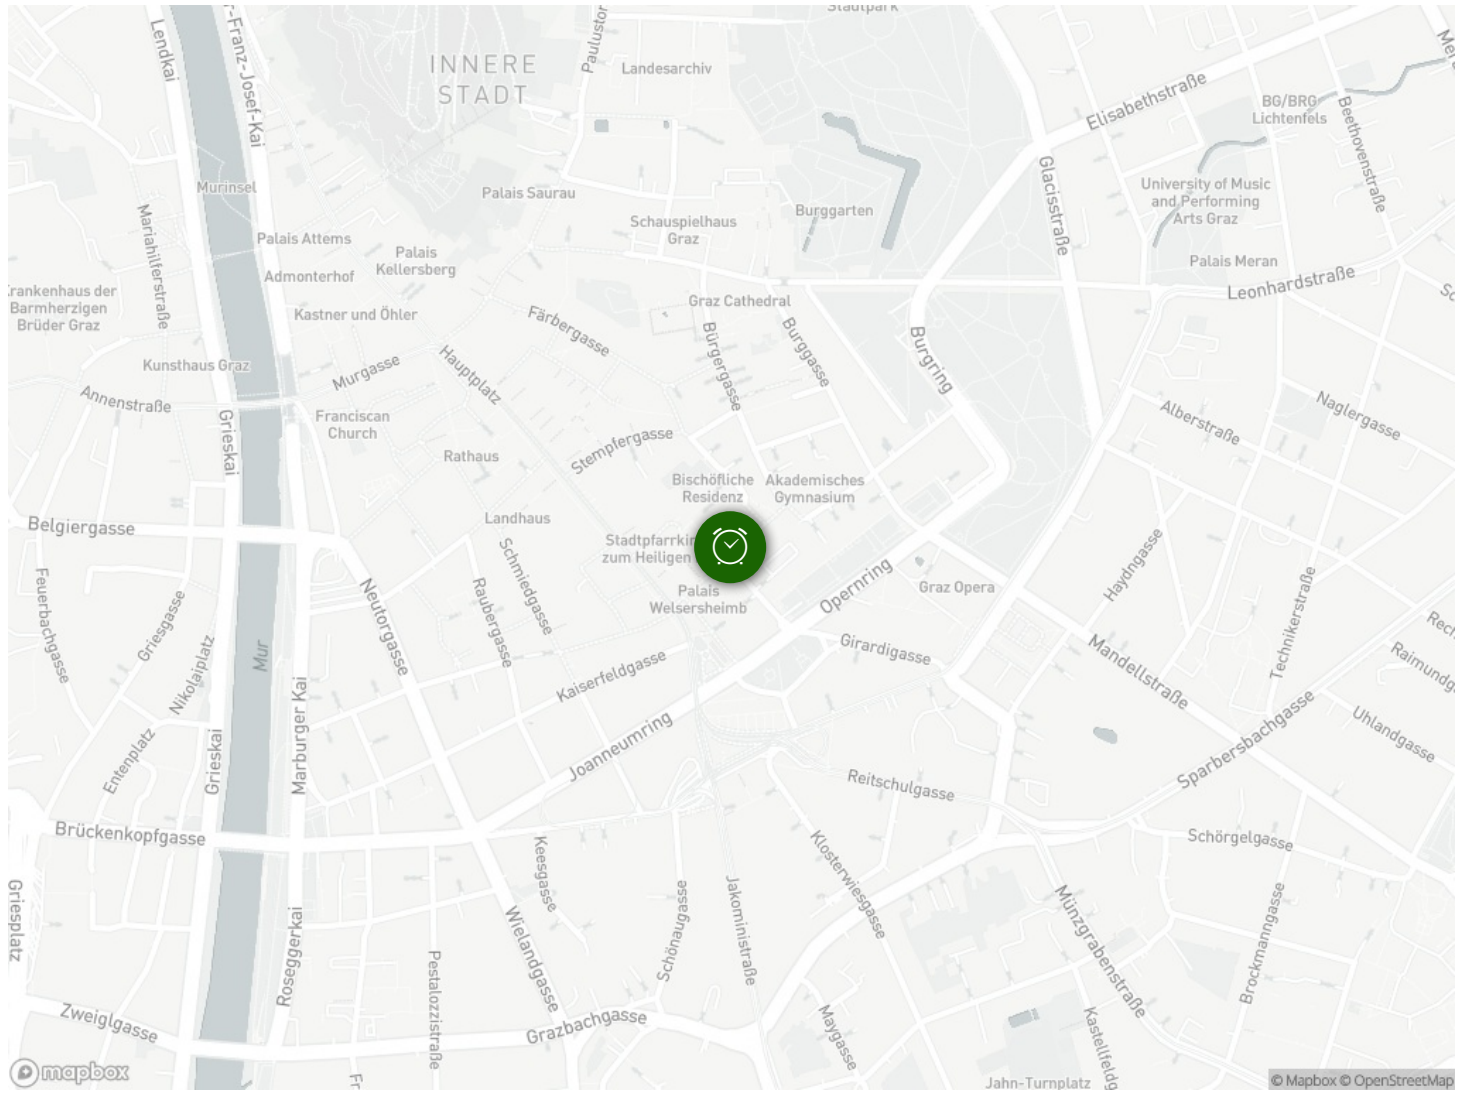 Stadtpark
Lendkai
r-Franz-Josef-Kai
INNERE
STADT
Paulustor
Landesarchiv
Elisabethstraße
BG/BRG
Lichtenfels
Beethovenstraße
Murinsel
Palais Saurau
Burggarten
Glacisstraße
University of Music
and Performing
Arts Graz
Mariahilferstraße
Palais Attems
Schauspielhaus
Graz
Palais
Kellersberg
Admonterhof
Palais Meran
Leonhardstraße
Krankenhaus der
Barmherzigen
Brüder Graz
Kastner und Öhler
Färbergasse
Graz Cathedral
Bürgergasse
Burggasse
Burgring
Kunsthaus Graz
Murgasse
Hauptplatz
Annenstraße
Grieskai
Franciscan
Church
Rathaus
Stempfergasse
Alberstraße
Naglergasse
Bischöfliche
Residenz
Akademisches
Gymnasium
Belgiergasse
Landhaus
Stadtpfarrkir
zum Heiligen
Schmiedgasse
Neutorgasse
Raubergasse
Palais
Welsersheimb
Opernring
Graz Opera
Haydngasse
Technikerstraße
Feuerbachgasse
Griesgasse
Nikolaiplatz
Mur
Girardigasse
Mandellstraße
Rech
Raimundg
Kaiserfeldgasse
Marburger Kai
Grieskai
Entenplatz
Joanneumring
Sparbersbachgasse
Uhlandgasse
Reitschulgasse
Brückenkopfgasse
Keesgasse
Klosterwiesgasse
Schörgelgasse
Griesplatz
Roseggerkai
Wielandgasse
Pestalozzistraße
Schönaugasse
Jakoministraße
Münzgrabenstraße
Brockmanngasse
Zweiglgasse
Grazbachgasse
Maygasse
Kastellfeldg
Fr
Jahn-Turnplatz
mapbox
© Mapbox © OpenStreetMap